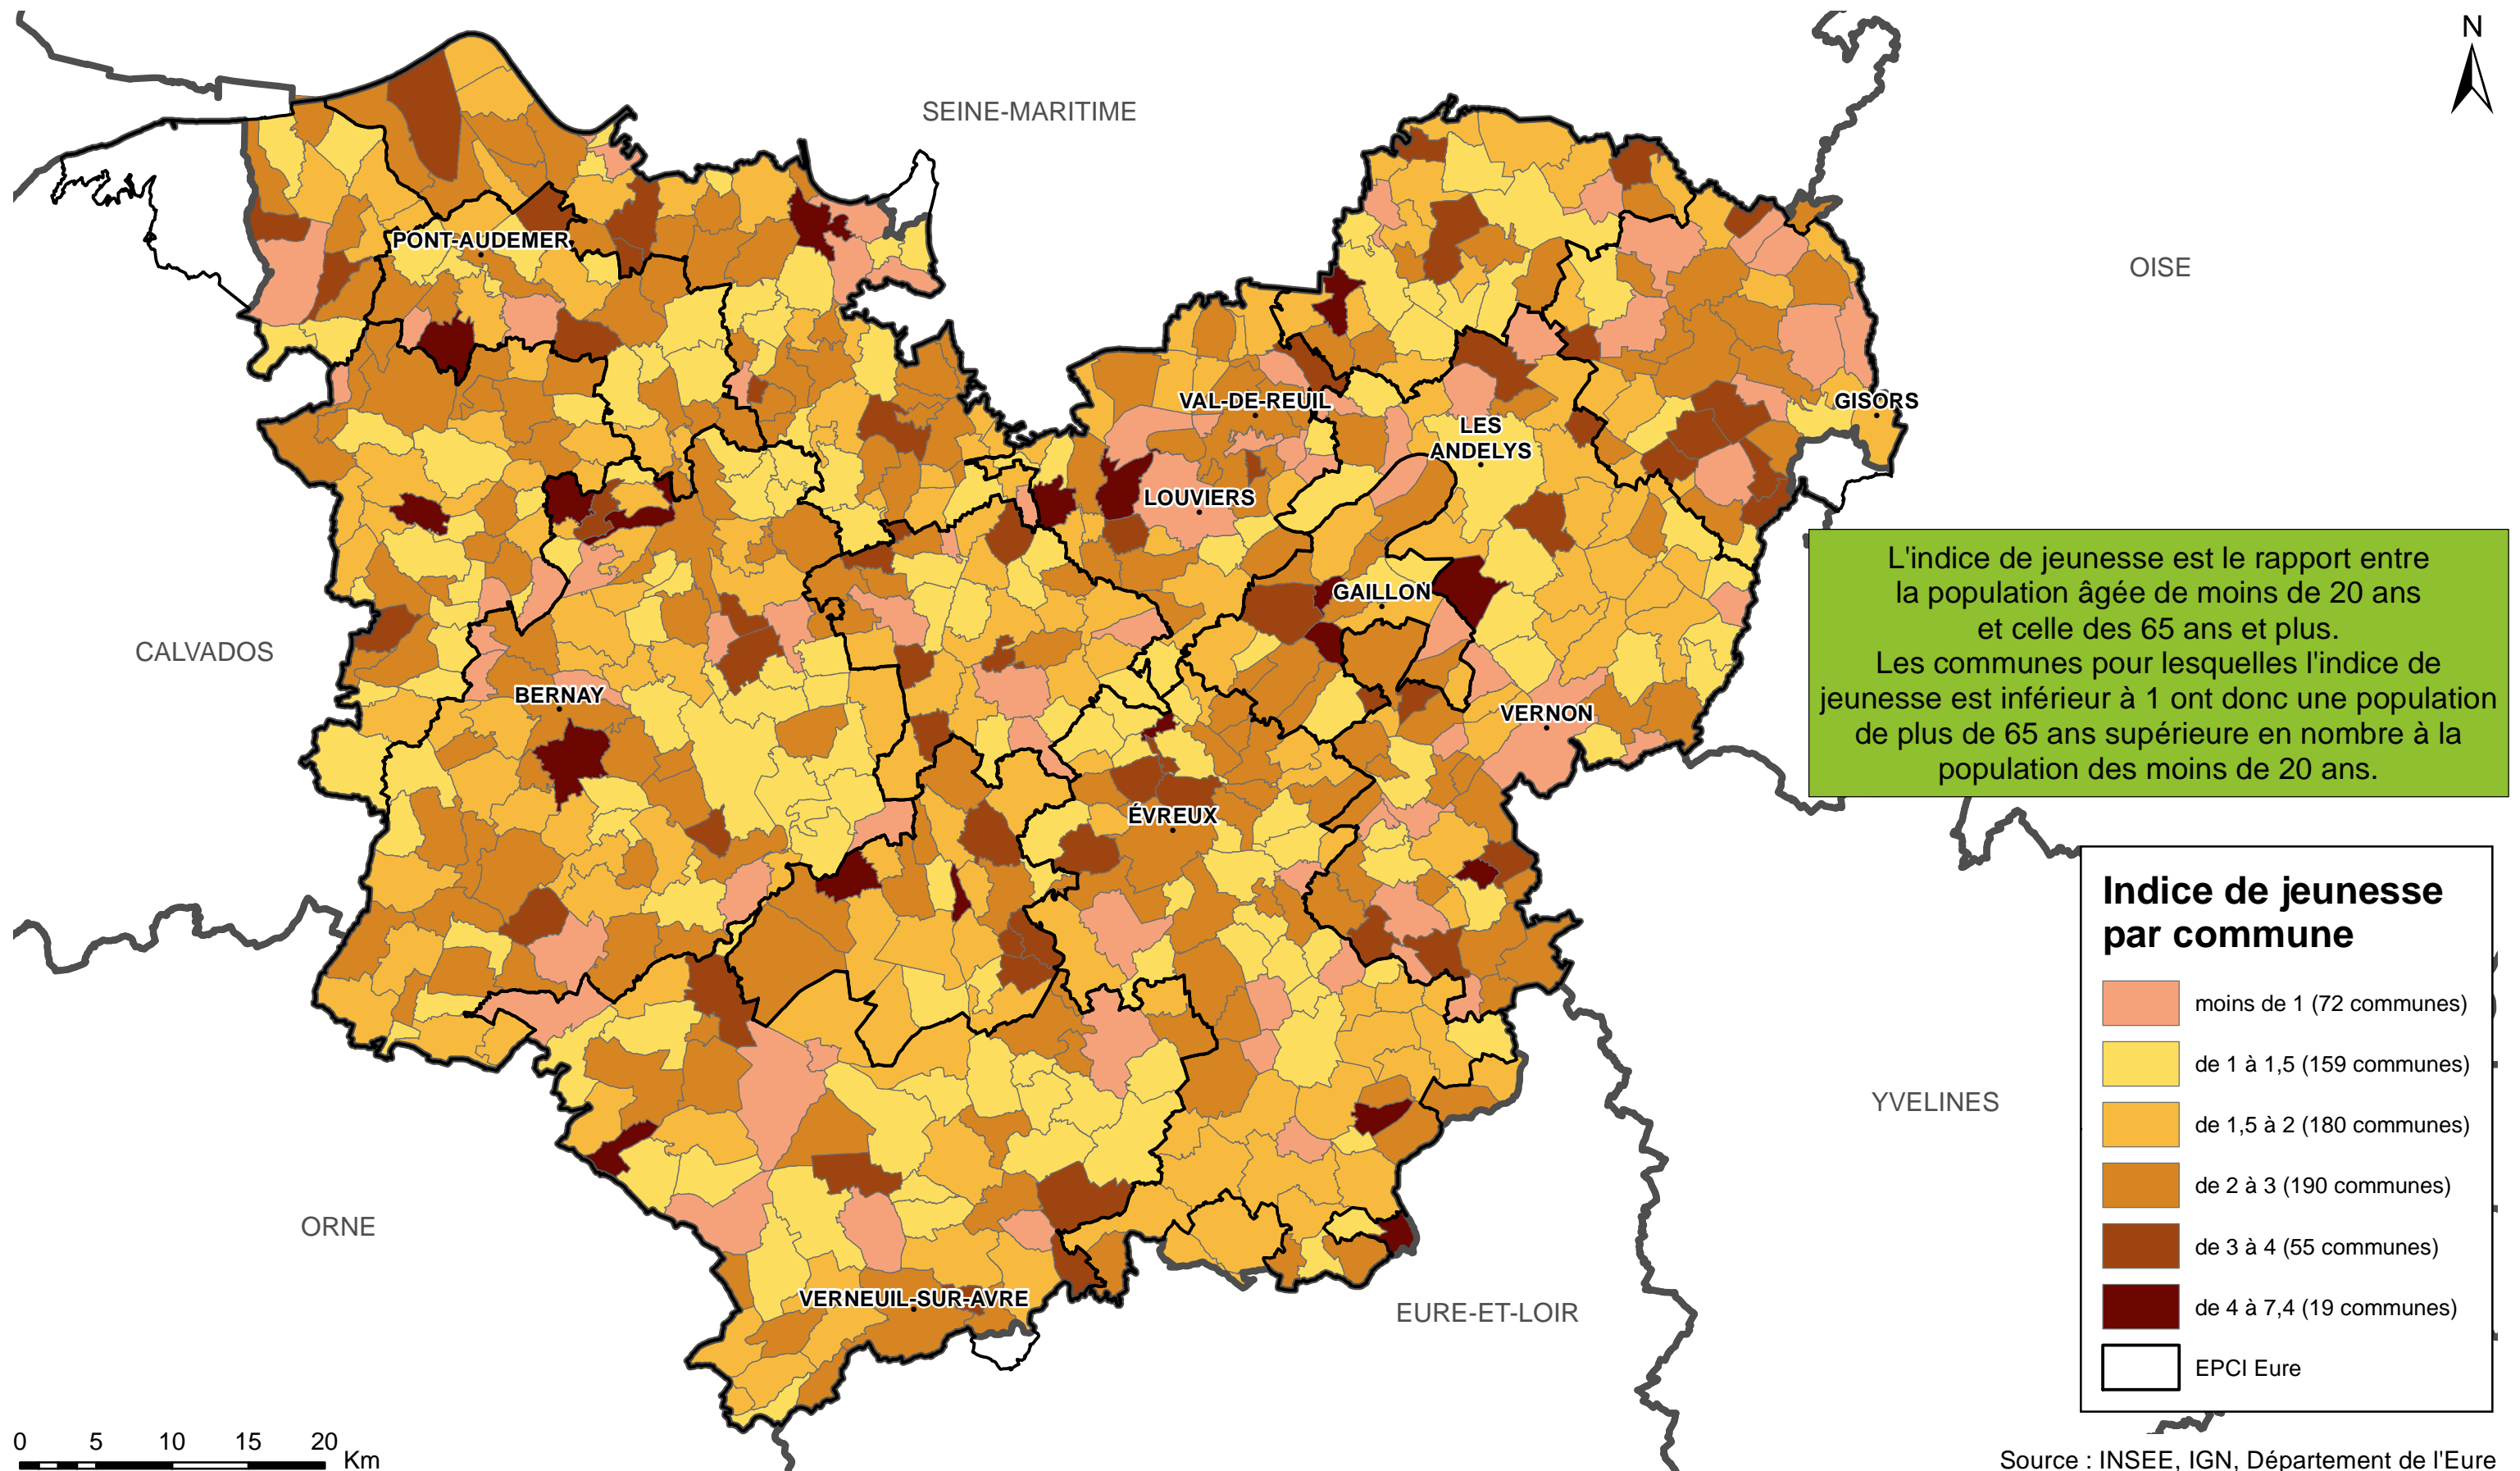 N
SEINE-MARITIME
OISE
PONT-AUDEMER
VAL-DE-REUIL
GISORS
LES
ANDELYS
LOUVIERS
GAILLON
CALVADOS
BERNAY
VERNON
ÉVREUX
L'indice de jeunesse est le rapport entre
la population âgée de moins de 20 ans
et celle des 65 ans et plus.
Les communes pour lesquelles l'indice de
jeunesse est inférieur à 1 ont donc une population
de plus de 65 ans supérieure en nombre à la
population des moins de 20 ans.
Indice de jeunesse
par commune
moins de 1 (72 communes)
de 1 à 1,5 (159 communes)
de 1,5 à 2 (180 communes)
de 2 à 3 (190 communes)
de 3 à 4 (55 communes)
de 4 à 7,4 (19 communes)
EPCI Eure
YVELINES
ORNE
VERNEUIL-SUR-AVRE
EURE-ET-LOIR
0 5 10 15 20
Km
Source : INSEE, IGN, Département de l'Eure